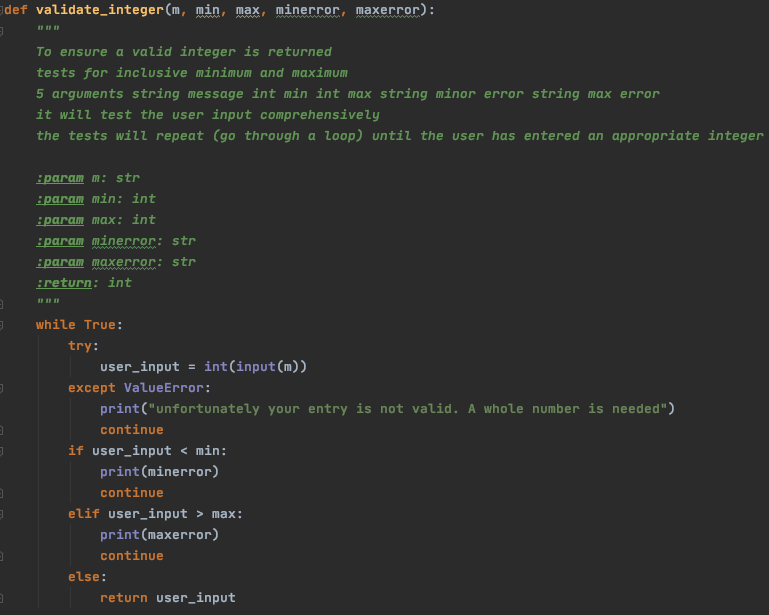 def validate_integer(m, min, max, minerror, maxerror):
    """
    To ensure a valid integer is returned
    tests for inclusive minimum and maximum
    5 arguments string message int min int max string minor error string max error
    it will test the user input comprehensively
    the tests will repeat (go through a loop) until the user has entered an appropriate integer

    :param m: str
    :param min: int
    :param max: int
    :param minerror: str
    :param maxerror: str
    :return: int
    """
    while True:
        try:
            user_input = int(input(m))
        except ValueError:
            print("unfortunately your entry is not valid. A whole number is needed")
            continue
        if user_input < min:
            print(minerror)
            continue
        elif user_input > max:
            print(maxerror)
            continue
        else:
            return user_input